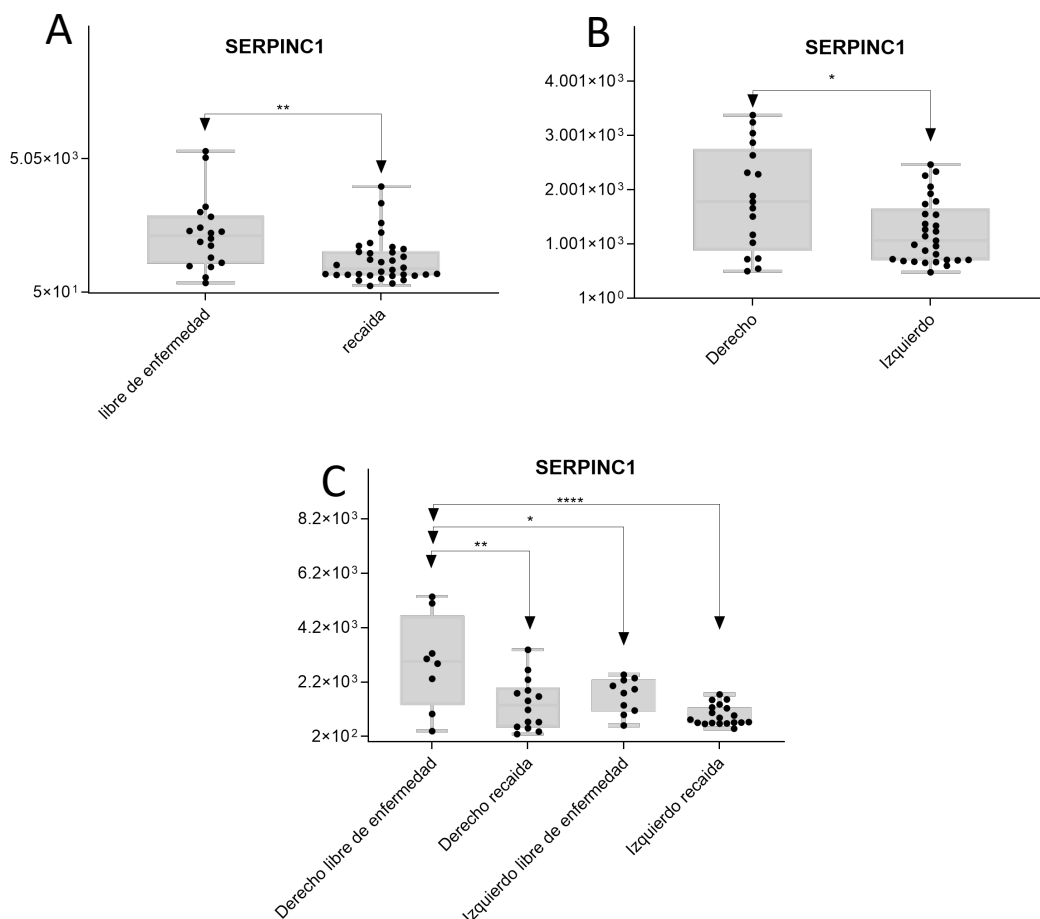 A
SERPINC1
**
5.05×10³
5×10¹
libre de enfermedad
recaida
B
SERPINC1
*
4.001×10³
3.001×10³
2.001×10³
1.001×10³
1×10⁰
Derecho
Izquierdo
C
SERPINC1
****
8.2×10³
*
**
6.2×10³
4.2×10³
2.2×10³
2×10²
Derecho libre de enfermedad
Derecho recaida
Izquierdo libre de enfermedad
Izquierdo recaida